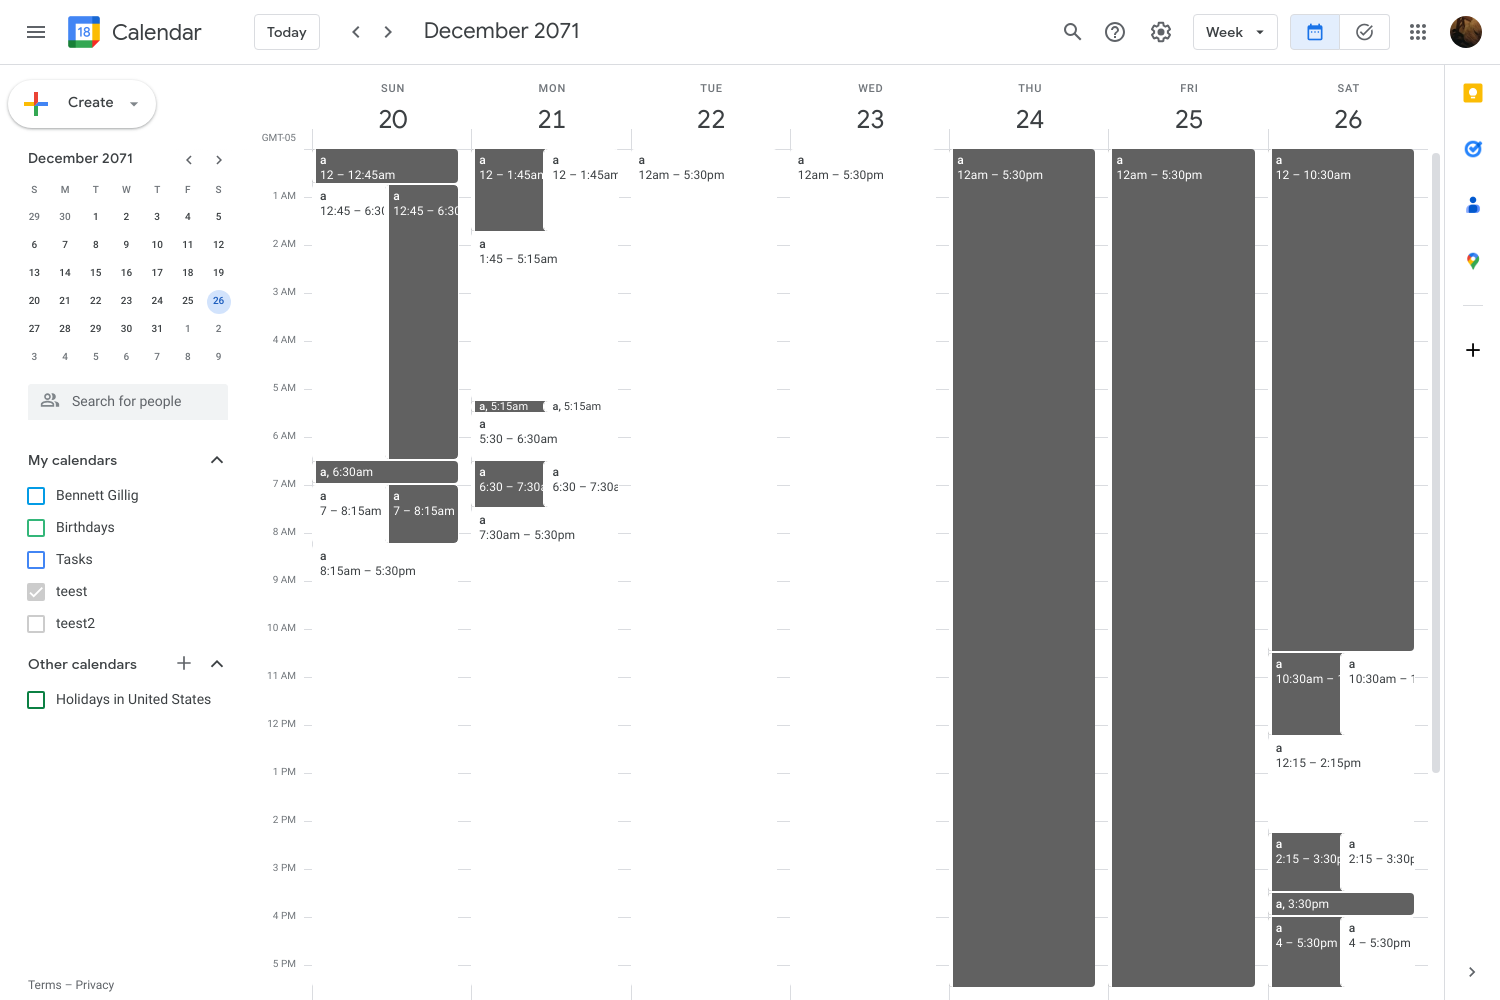 18 Calendar
Today
December 2071
Week
Create
December 2071
S M T W T F S
29 30 1 2 3 4 5
6 7 8 9 10 11 12
13 14 15 16 17 18 19
20 21 22 23 24 25 26
27 28 29 30 31 1 2
3 4 5 6 7 8 9
Search for people
My calendars
Bennett Gillig
Birthdays
Tasks
teest
teest2
Other calendars
Holidays in United States
Terms – Privacy
GMT-05
1 AM
2 AM
3 AM
4 AM
5 AM
6 AM
7 AM
8 AM
9 AM
10 AM
11 AM
12 PM
1 PM
2 PM
3 PM
4 PM
5 PM
SUN
20
a
12 – 12:45am
a
12:45 – 6:30
a
12:45 – 6:30
a, 6:30am
a
7 – 8:15am
a
7 – 8:15am
a
8:15am – 5:30pm
MON
21
a
12 – 1:45am
a
12 – 1:45am
a
1:45 – 5:15am
a, 5:15am
a, 5:15am
a
5:30 – 6:30am
a
6:30 – 7:30a
a
6:30 – 7:30a
a
7:30am – 5:30pm
TUE
22
a
12am – 5:30pm
WED
23
a
12am – 5:30pm
THU
24
a
12am – 5:30pm
FRI
25
a
12am – 5:30pm
SAT
26
a
12 – 10:30am
a
10:30am –
a
10:30am – 1
a
12:15 – 2:15pm
a
2:15 – 3:30p
a
2:15 – 3:30p
a, 3:30pm
a
4 – 5:30pm
a
4 – 5:30pm